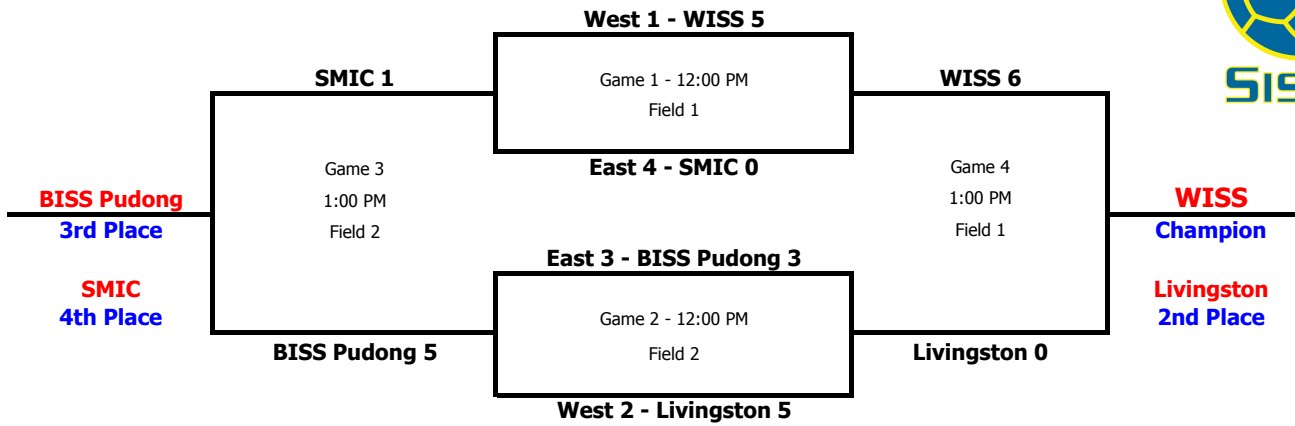 West 1 - WISS 5
SMIC 1
Game 1 - 12:00 PM
Field 1
WISS 6
East 4 - SMIC 0
Game 3
1:00 PM
Field 2
Game 4
1:00 PM
Field 1
BISS Pudong
3rd Place
WISS
Champion
East 3 - BISS Pudong 3
SMIC
4th Place
Livingston
2nd Place
Game 2 - 12:00 PM
Field 2
BISS Pudong 5
Livingston 0
West 2 - Livingston 5